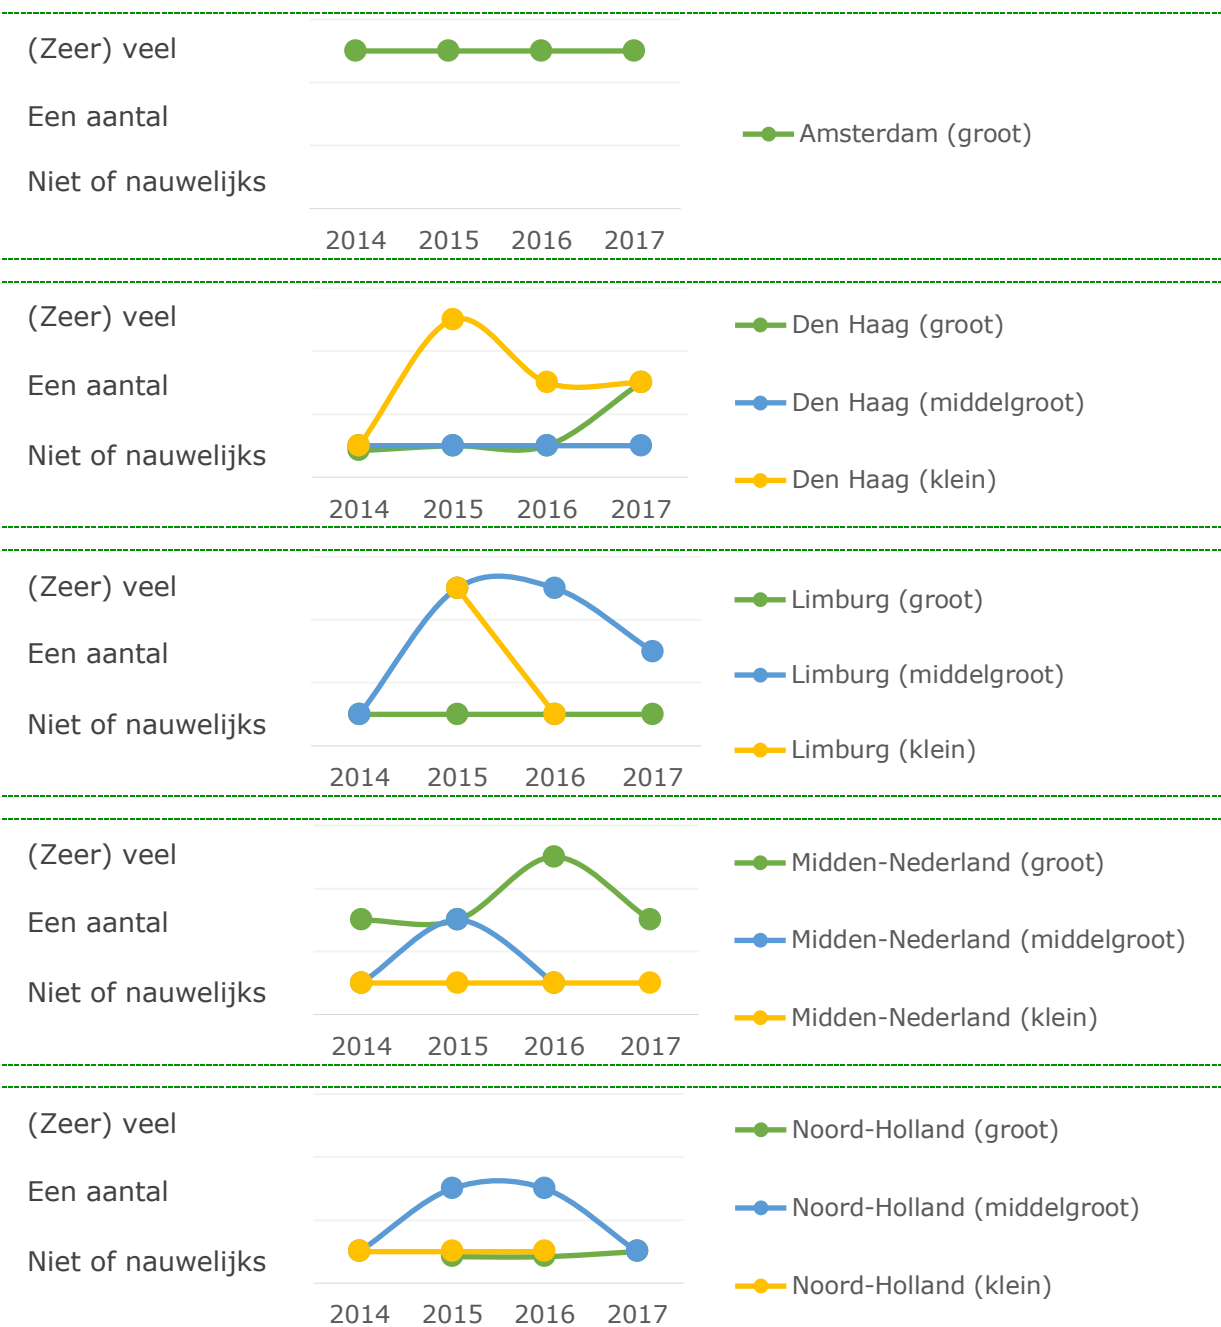 (Zeer) veel
Een aantal
Niet of nauwelijks
2014 2015 2016 2017
Amsterdam (groot)
(Zeer) veel
Een aantal
Niet of nauwelijks
2014 2015 2016 2017
Den Haag (groot)
Den Haag (middelgroot)
Den Haag (klein)
(Zeer) veel
Een aantal
Niet of nauwelijks
2014 2015 2016 2017
Limburg (groot)
Limburg (middelgroot)
Limburg (klein)
(Zeer) veel
Een aantal
Niet of nauwelijks
2014 2015 2016 2017
Midden-Nederland (groot)
Midden-Nederland (middelgroot)
Midden-Nederland (klein)
(Zeer) veel
Een aantal
Niet of nauwelijks
2014 2015 2016 2017
Noord-Holland (groot)
Noord-Holland (middelgroot)
Noord-Holland (klein)